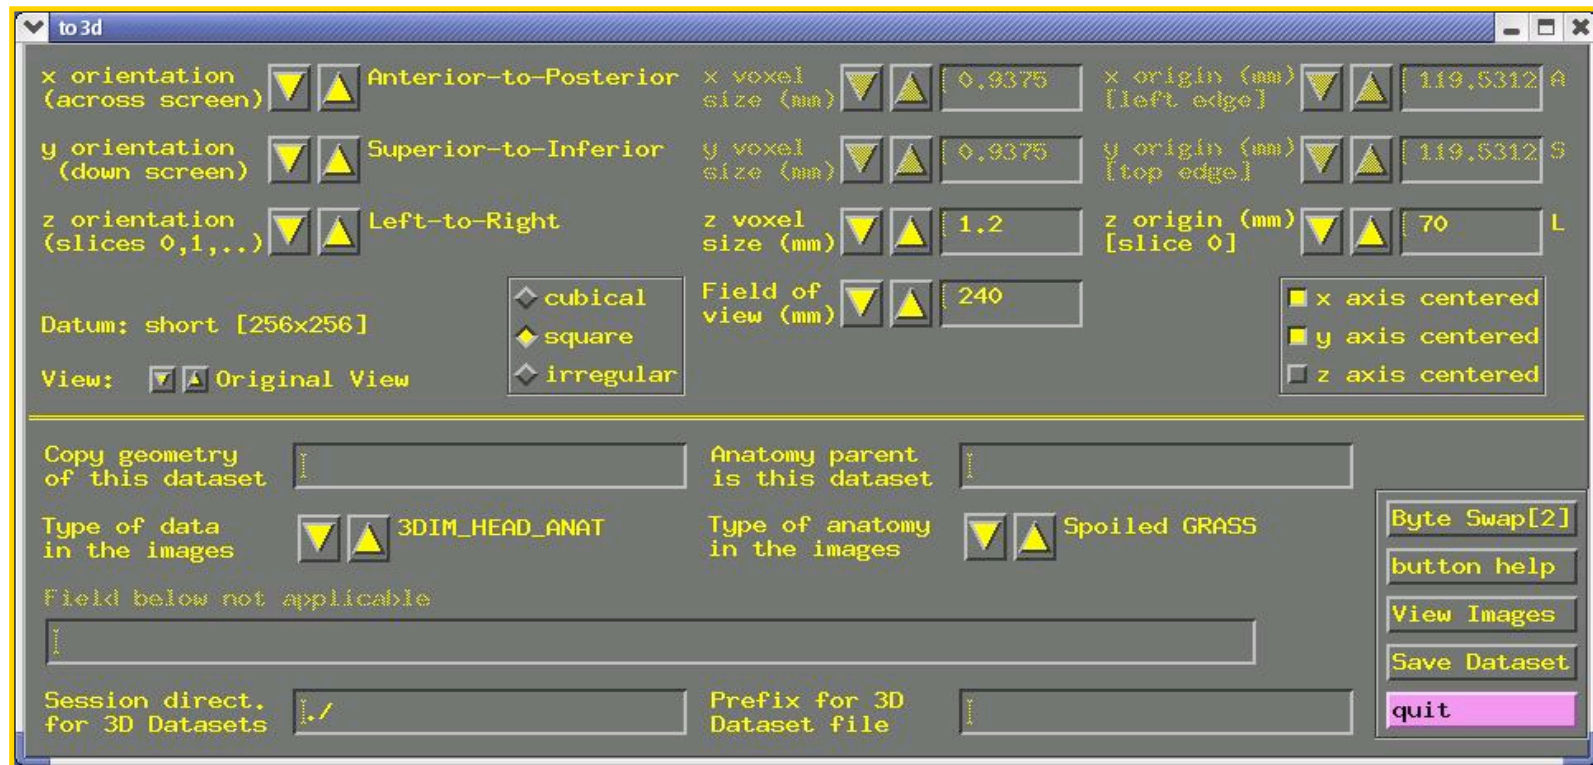 to3d
x orientation (across screen) Anterior-to-Posterior x voxel size (mm) 0.9375 x origin (mm) [left edge] 119.5312 A
y orientation (down screen) Superior-to-Inferior y voxel size (mm) 0.9375 y origin (mm) [top edge] 119.5312 S
z orientation (slices 0,1,..) Left-to-Right z voxel size (mm) 1.2 z origin (mm) [slice 0] 70 L
Datum: short [256x256]
View: Original View
cubical
square
irregular
Field of view (mm) 240
x axis centered
y axis centered
z axis centered
Copy geometry of this dataset
Anatomy parent is this dataset
Type of data in the images 3DIM_HEAD_ANAT
Type of anatomy in the images Spoiled GRASS
Field below not applicable
Session direct. for 3D Datasets ./
Prefix for 3D Dataset file
Byte Swap[2]
button help
View Images
Save Dataset
quit